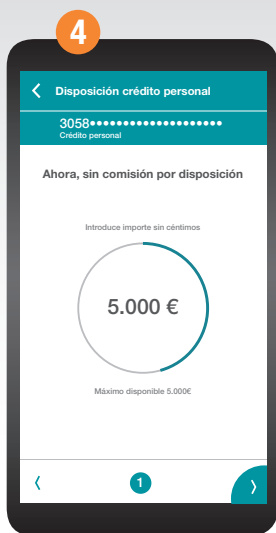 4
Disposición crédito personal
3058••••••••••••••••••••
Crédito personal
Ahora, sin comisión por disposición
Introduce importe sin céntimos
5.000 €
Máximo disponible 5.000€
1